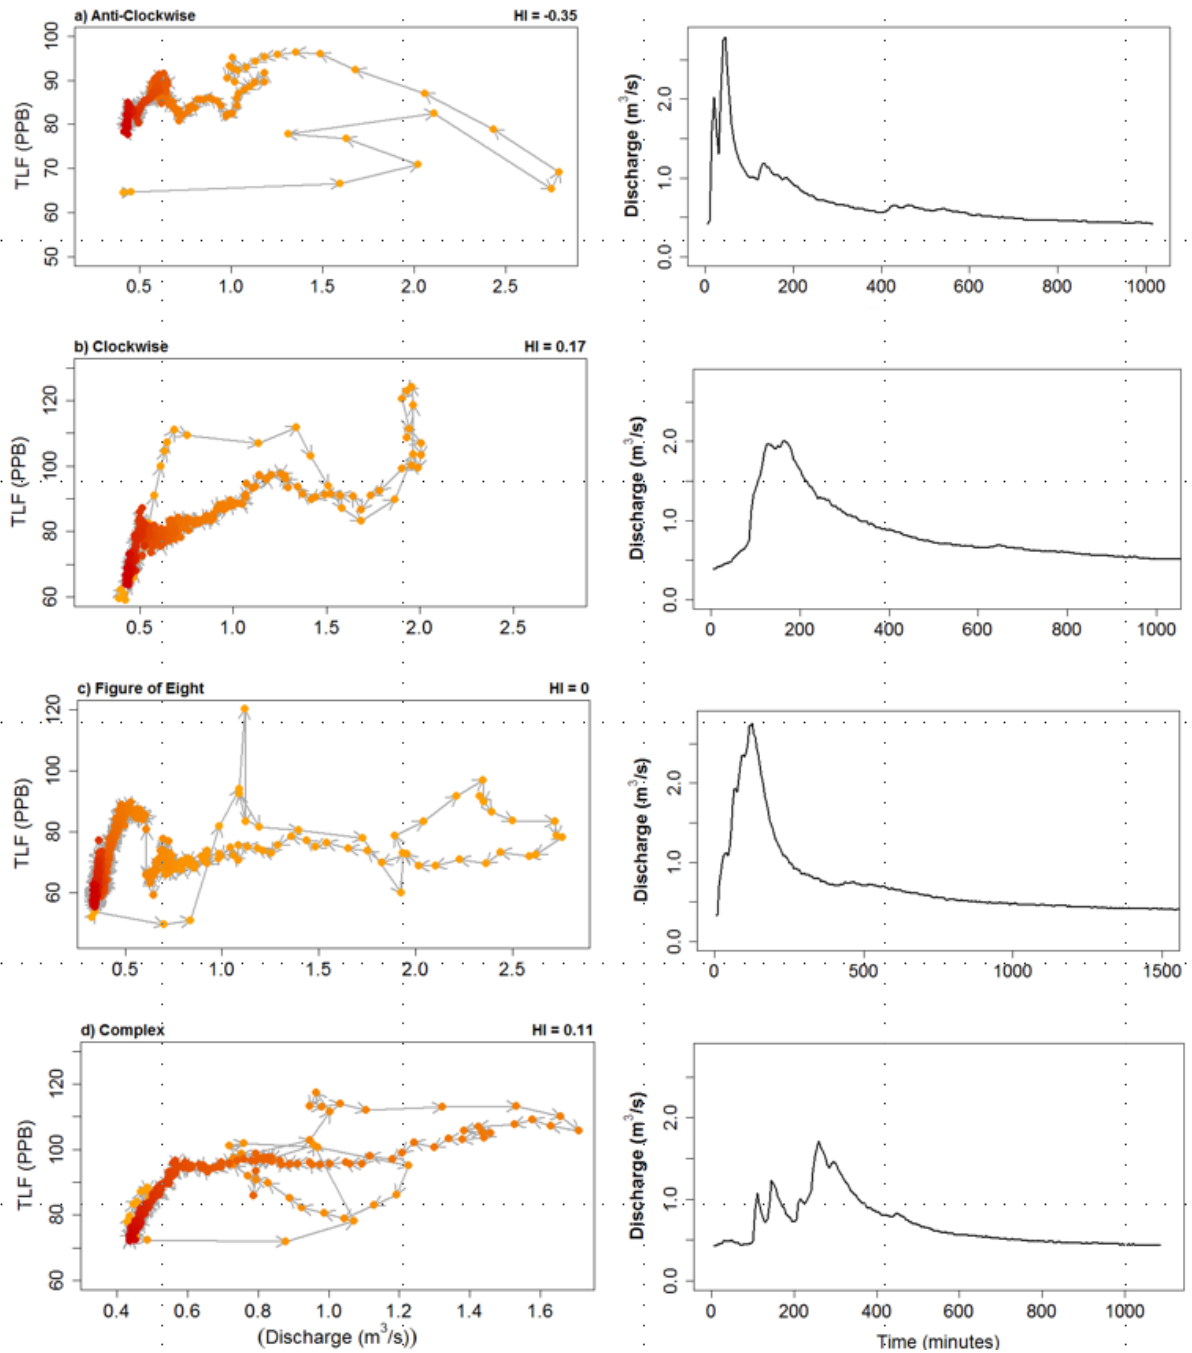 a) Anti-Clockwise HI = -0.35
TLF (PPB)
100
90
80
70
60
50
0.5 1.0 1.5 2.0 2.5
Discharge (m³/s)
2.0
1.0
0.0
0 200 400 600 800 1000
b) Clockwise HI = 0.17
TLF (PPB)
120
100
80
60
0.5 1.0 1.5 2.0 2.5
Discharge (m³/s)
2.0
1.0
0.0
0 200 400 600 800 1000
c) Figure of Eight HI = 0
TLF (PPB)
120
100
80
60
0.5 1.0 1.5 2.0 2.5
Discharge (m³/s)
2.0
1.0
0.0
0 500 1000 1500
d) Complex HI = 0.11
TLF (PPB)
120
100
80
60
0.4 0.6 0.8 1.0 1.2 1.4 1.6
(Discharge (m³/s))
Discharge (m³/s)
2.0
1.0
0.0
0 200 400 600 800 1000
Time (minutes)